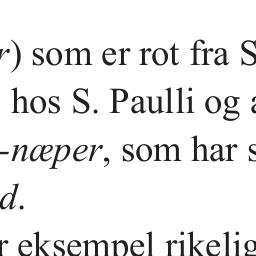 r) som er rot fra S
hos S. Paulli og a
-næper, som har s
d.
r eksempel rikelig